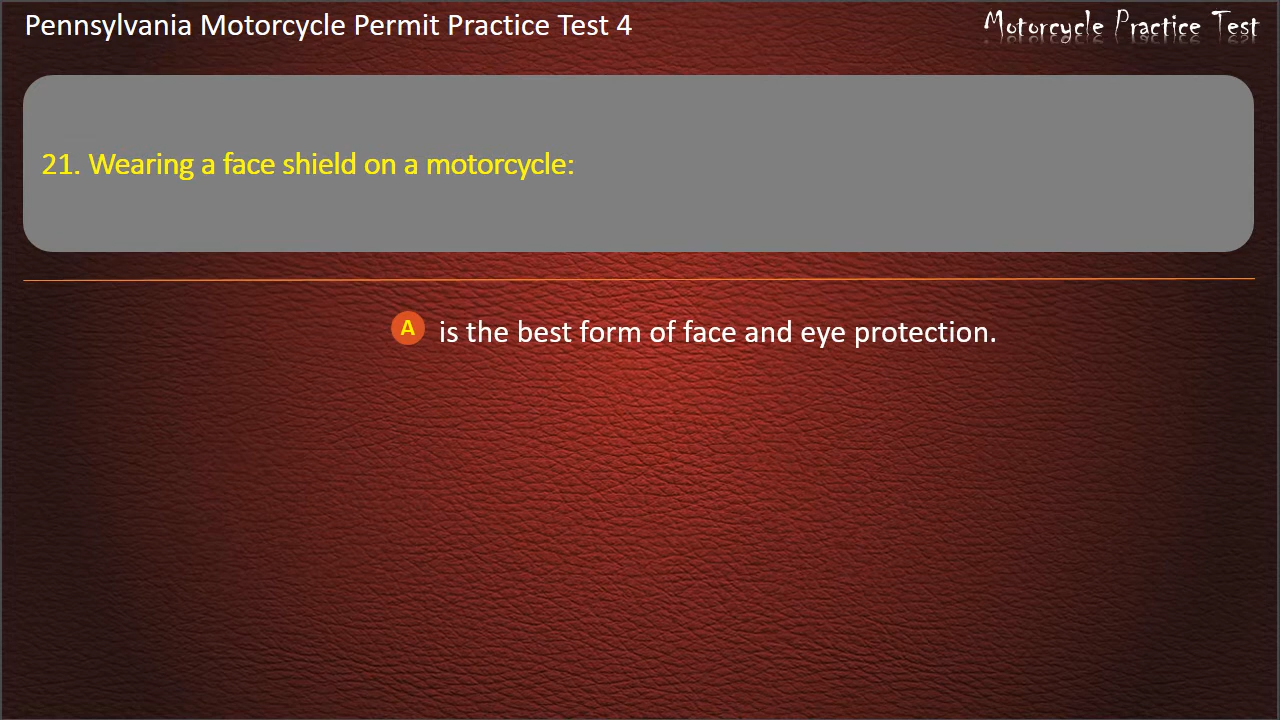 Pennsylvania Motorcycle Permit Practice Test 4
Motorcycle Practice Test
21. Wearing a face shield on a motorcycle:
A is the best form of face and eye protection.